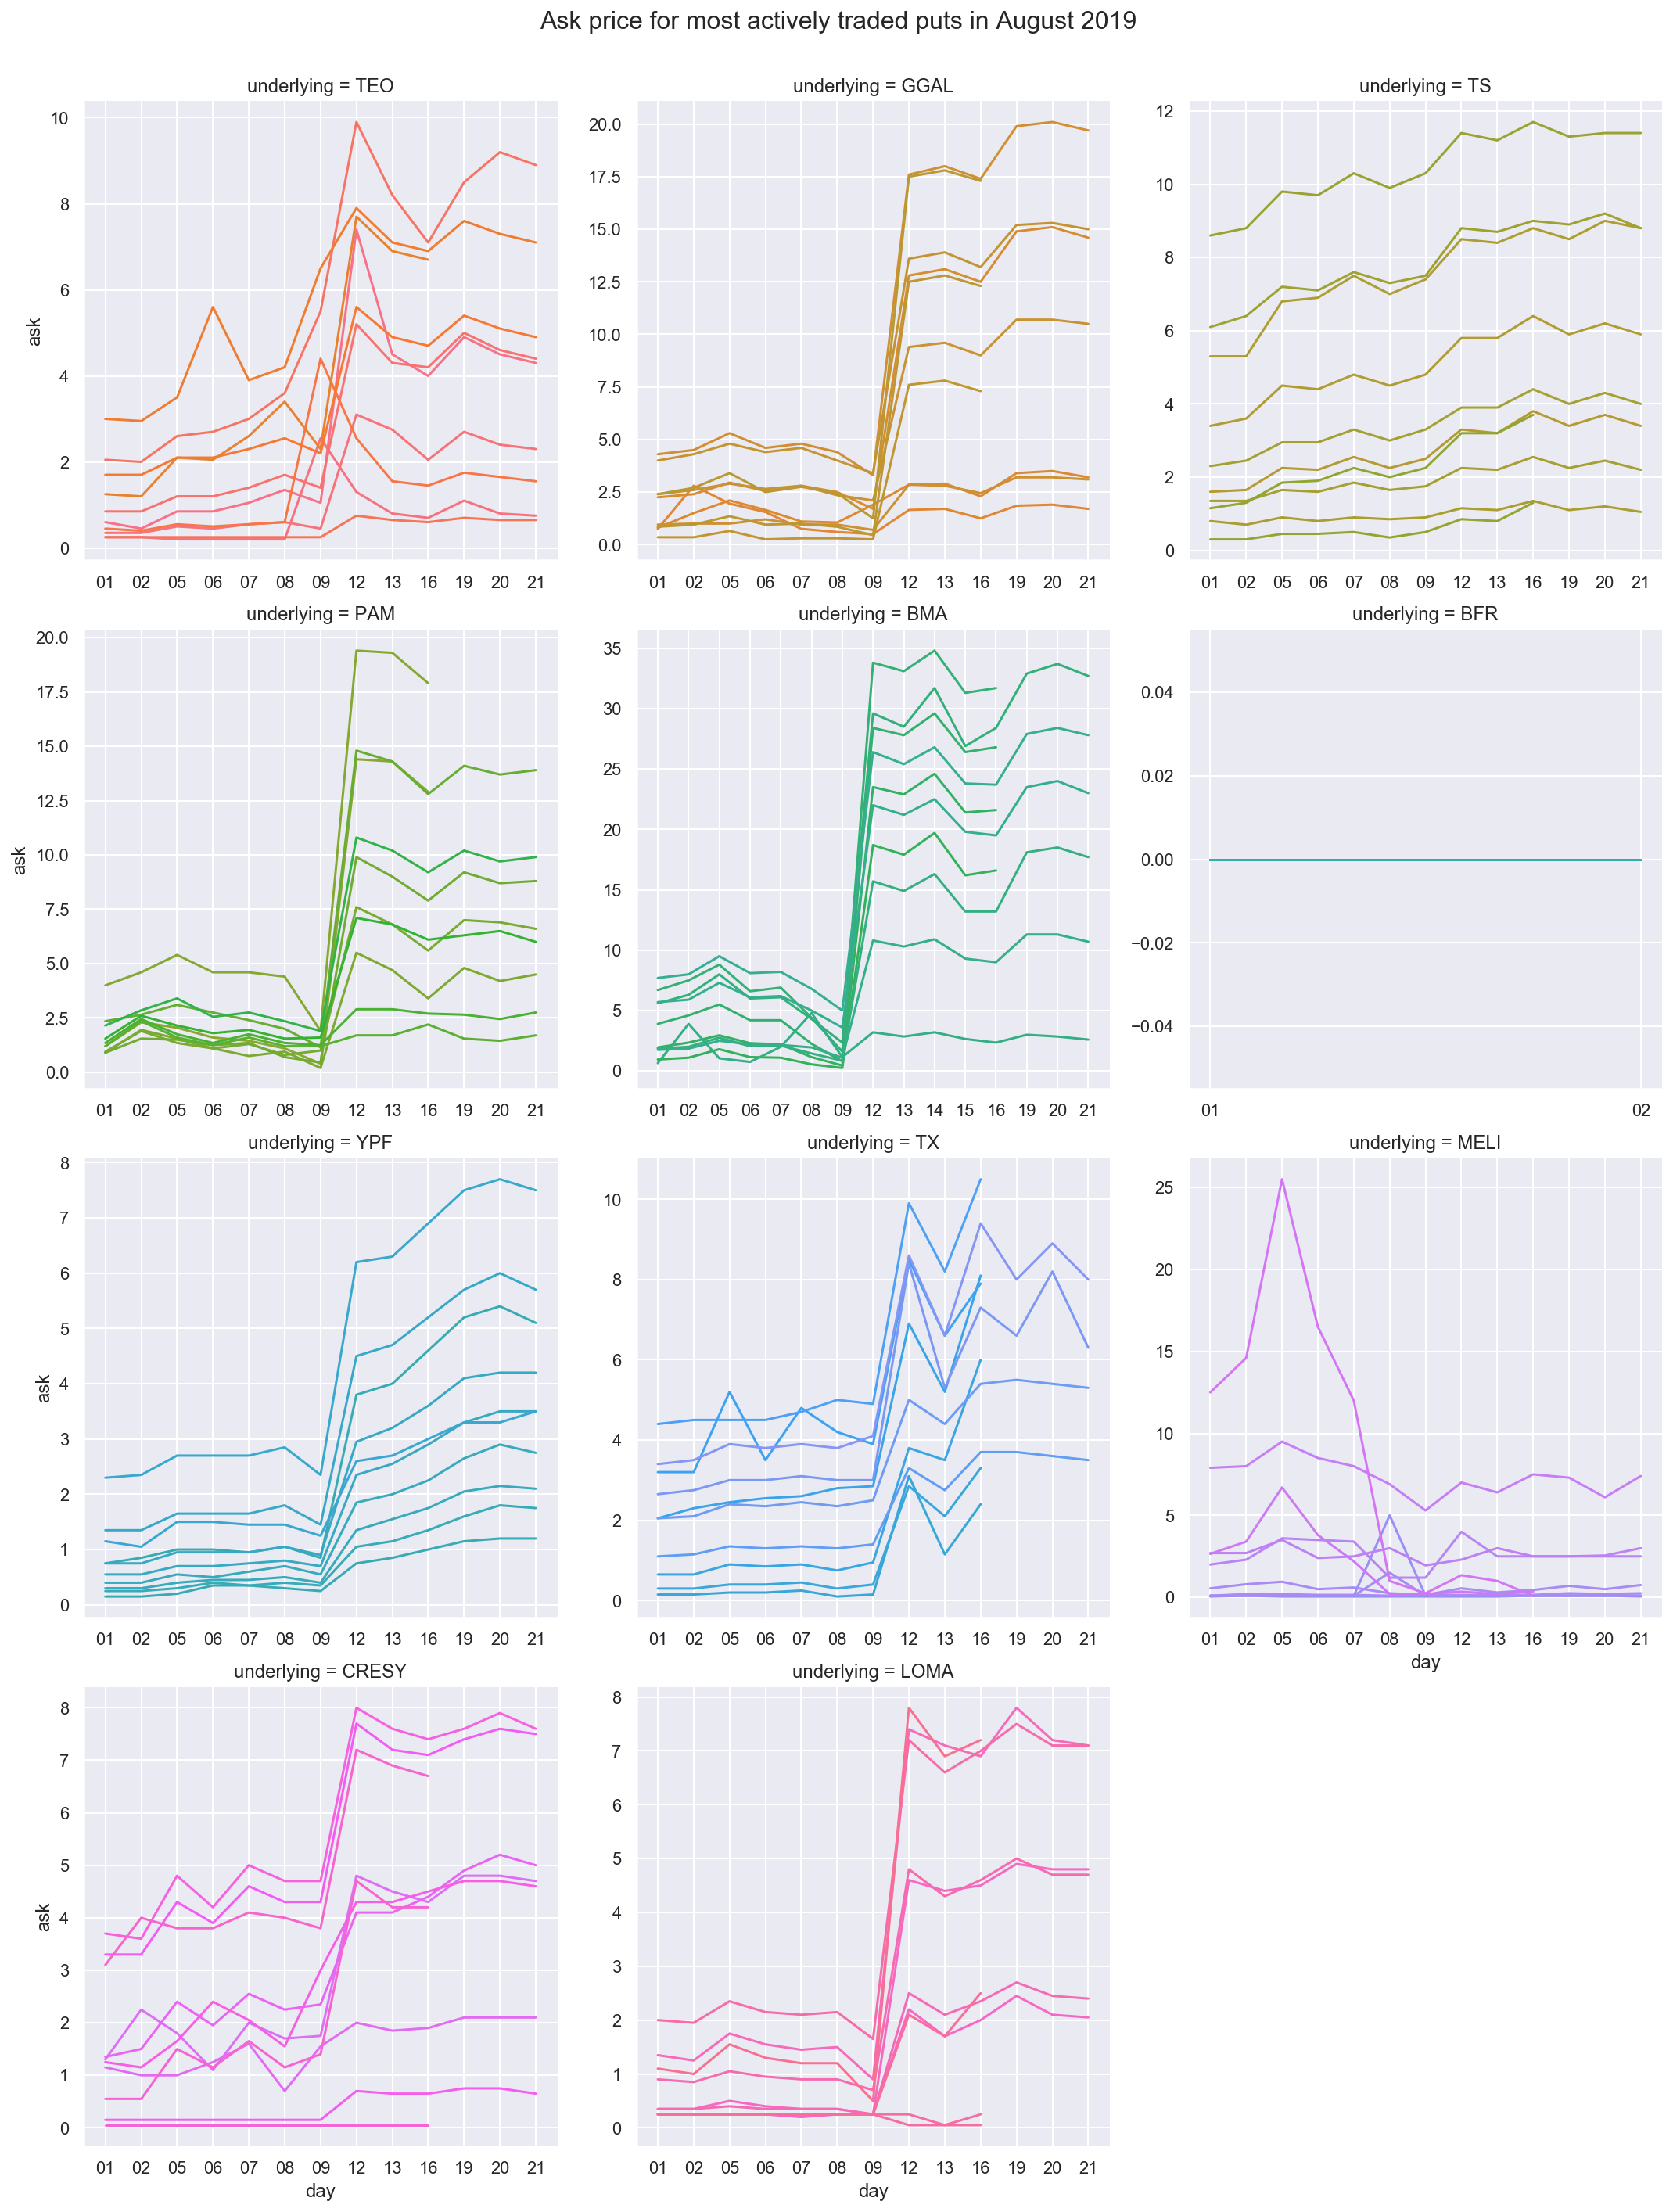 Ask price for most actively traded puts in August 2019
underlying = TEO
underlying = GGAL
underlying = TS
10
8
6
4
2
0
ask
20.0
17.5
15.0
12.5
10.0
7.5
5.0
2.5
0.0
12
10
8
6
4
2
0
01 02 05 06 07 08 09 12 13 16 19 20 21
01 02 05 06 07 08 09 12 13 16 19 20 21
01 02 05 06 07 08 09 12 13 16 19 20 21
underlying = PAM
underlying = BMA
underlying = BFR
20.0
17.5
15.0
12.5
10.0
7.5
5.0
2.5
0.0
ask
35
30
25
20
15
10
5
0
0.04
0.02
0.00
−0.02
−0.04
01 02 05 06 07 08 09 12 13 16 19 20 21
01 02 05 06 07 08 09 12 13 14 15 16 19 20 21
01 02
underlying = YPF
underlying = TX
underlying = MELI
8
7
6
5
4
3
2
1
0
ask
10
8
6
4
2
0
25
20
15
10
5
0
01 02 05 06 07 08 09 12 13 16 19 20 21
01 02 05 06 07 08 09 12 13 16 19 20 21
01 02 05 06 07 08 09 12 13 16 19 20 21
day
underlying = CRESY
underlying = LOMA
8
7
6
5
4
3
2
1
0
ask
8
7
6
5
4
3
2
1
0
01 02 05 06 07 08 09 12 13 16 19 20 21
01 02 05 06 07 08 09 12 13 16 19 20 21
day
day